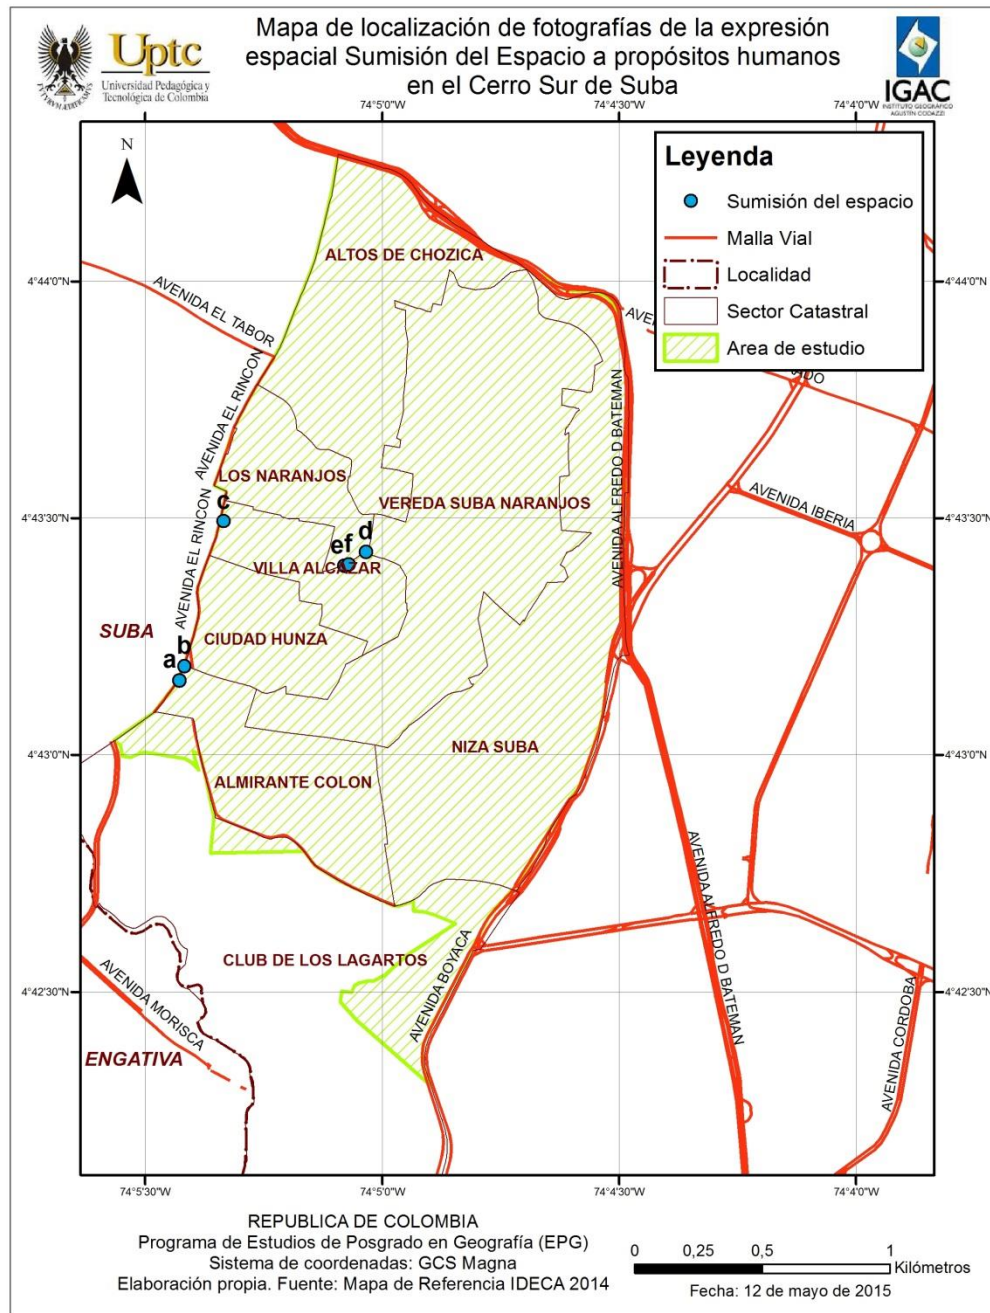 Mapa de localización de fotografías de la expresión
espacial Sumisión del Espacio a propósitos humanos
en el Cerro Sur de Suba
Uptc
Universidad Pedagógica y
Tecnológica de Colombia
IGAC
INSTITUTO GEOGRÁFICO
AGUSTÍN CODAZZI
74°5'30"W
74°5'0"W
74°4'30"W
74°4'0"W
N
Leyenda
Sumisión del espacio
Malla Vial
Localidad
Sector Catastral
Area de estudio
ALTOS DE CHOZICA
4°44'0"N
4°44'0"N
AVENIDA EL TABOR
AVENIDA EL RINCON
AVENIDA ALFREDO D BATEMAN
LOS NARANJOS
VEREDA SUBA NARANJOS
AVENIDA IBERIA
c
4°43'30"N
4°43'30"N
AVENIDA EL RINCON
ef
d
VILLA ALCAZAR
SUBA
CIUDAD HUNZA
a
b
4°43'0"N
4°43'0"N
NIZA SUBA
ALMIRANTE COLON
AVENIDA ALFREDO D BATEMAN
CLUB DE LOS LAGARTOS
AVENIDA BOYACA
4°42'30"N
4°42'30"N
AVENIDA MORISCA
AVENIDA CORDOBA
ENGATIVA
74°5'30"W
74°5'0"W
74°4'30"W
74°4'0"W
REPUBLICA DE COLOMBIA
Programa de Estudios de Posgrado en Geografía (EPG)
Sistema de coordenadas: GCS Magna
Elaboración propia. Fuente: Mapa de Referencia IDECA 2014
0 0,25 0,5 1
Kilómetros
Fecha: 12 de mayo de 2015